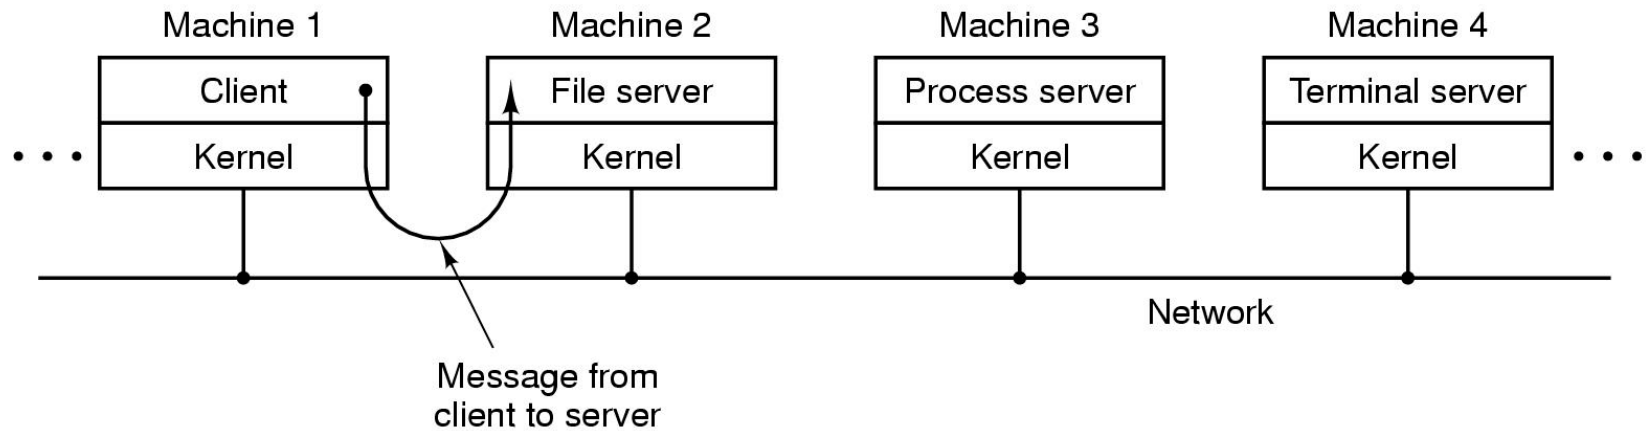 Machine 1
Machine 2
Machine 3
Machine 4
Client
File server
Process server
Terminal server
Kernel
Kernel
Kernel
Kernel
Network
Message from
client to server